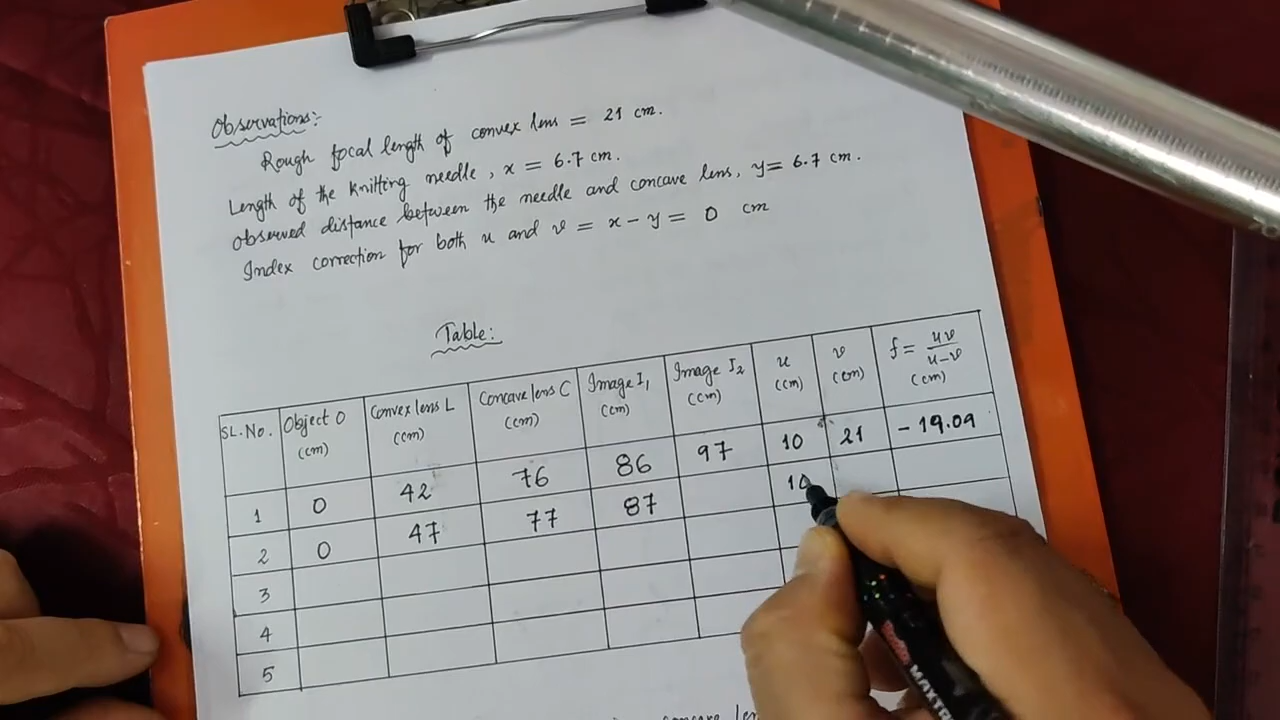 Observations:
Rough focal length of convex lens = 21 cm.
Length of the knitting needle, x = 6.7 cm.
Observed distance between the needle and concave lens, y = 6.7 cm.
Index correction for both u and v = x - y = 0 cm
Table:
SL. No. Object O (cm) Convex lens L (cm) Concave lens C (cm) Image I₁ (cm) Image I₂ (cm) u (cm) v (cm) f = uv/u-v (cm)
1 0 42 76 86 97 10 21 - 19.09
2 0 47 77 87 10
3
4
5
concave len
MAXTR